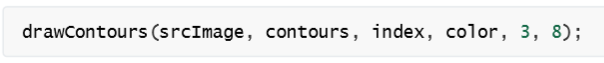 drawContours(srcImage, contours, index, color, 3, 8);